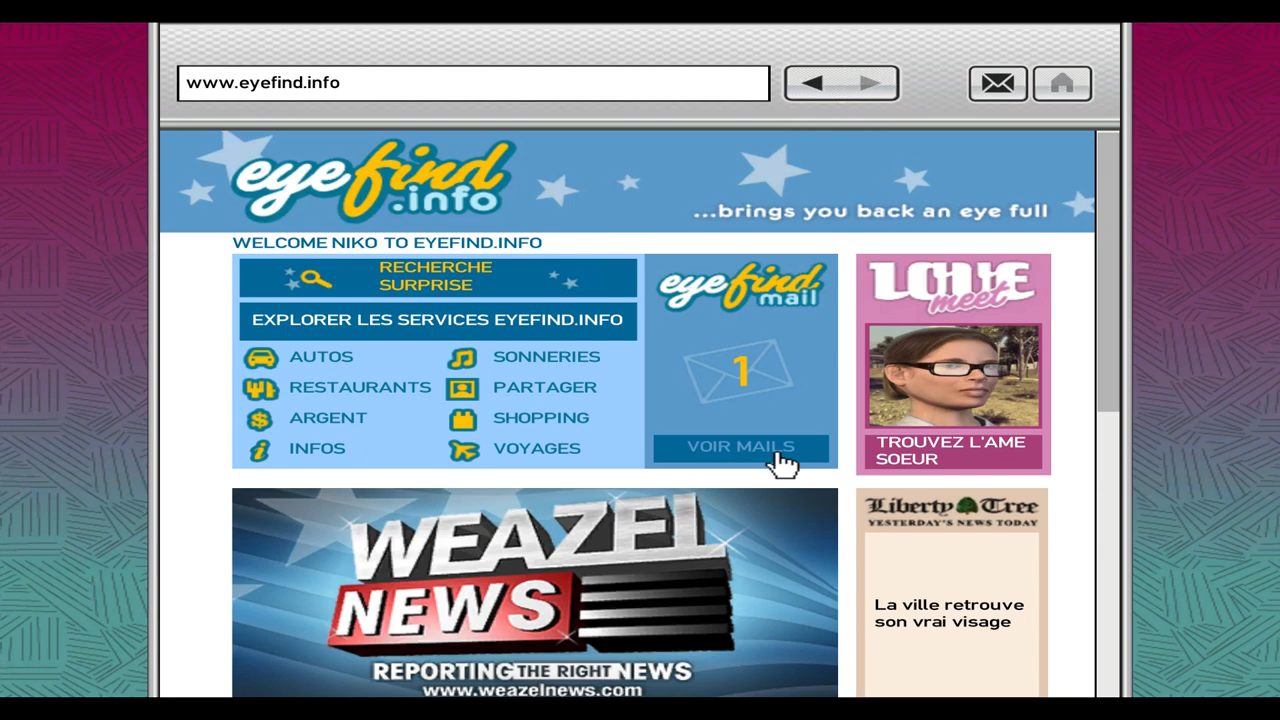 www.eyefind.info
eyefind
.info
...brings you back an eye full
WELCOME NIKO TO EYEFIND.INFO
RECHERCHE
SURPRISE
EXPLORER LES SERVICES EYEFIND.INFO
AUTOS
SONNERIES
RESTAURANTS
PARTAGER
ARGENT
SHOPPING
INFOS
VOYAGES
eyefind
mail
1
VOIR MAILS
LOVE
meet
TROUVEZ L'AME
SOEUR
WEAZEL
NEWS
REPORTING THE RIGHT NEWS
www.weazelnews.com
Liberty Tree
YESTERDAY'S NEWS TODAY
La ville retrouve
son vrai visage